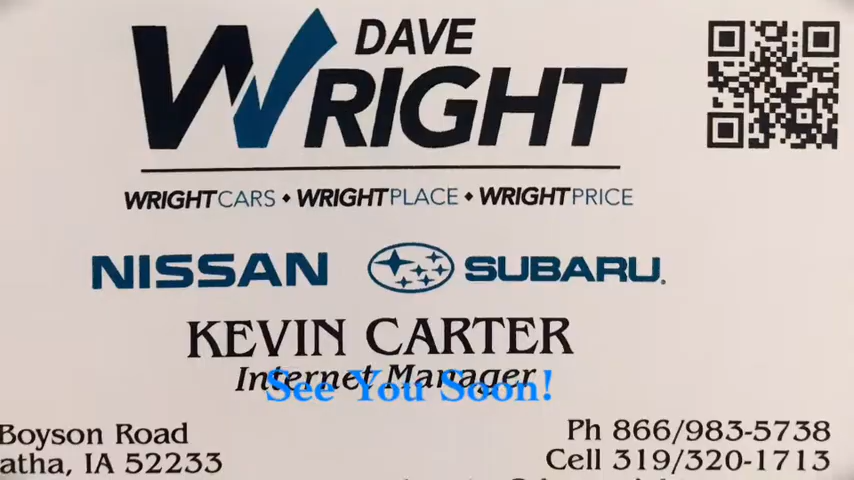 DAVE
WRIGHT
WRIGHTCARS • WRIGHTPLACE • WRIGHTPRICE
NISSAN SUBARU.
KEVIN CARTER
Internet Manager
See You Soon!
Boyson Road Ph 866/983-5738
atha, IA 52233 Cell 319/320-1713